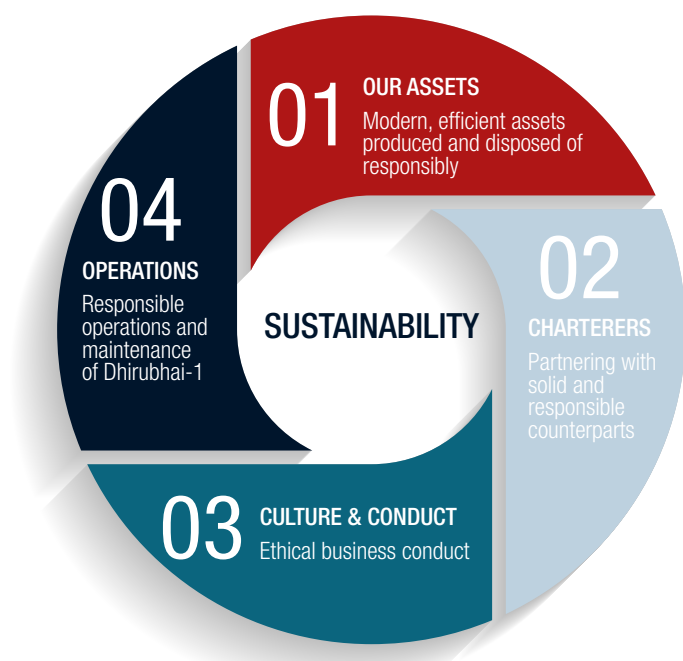 01
OUR ASSETS
Modern, efficient assets
produced and disposed of
responsibly
02
CHARTERERS
Partnering with
solid and
responsible
counterparts
03
CULTURE & CONDUCT
Ethical business conduct
04
OPERATIONS
Responsible
operations and
maintenance
of Dhirubhai-1
SUSTAINABILITY